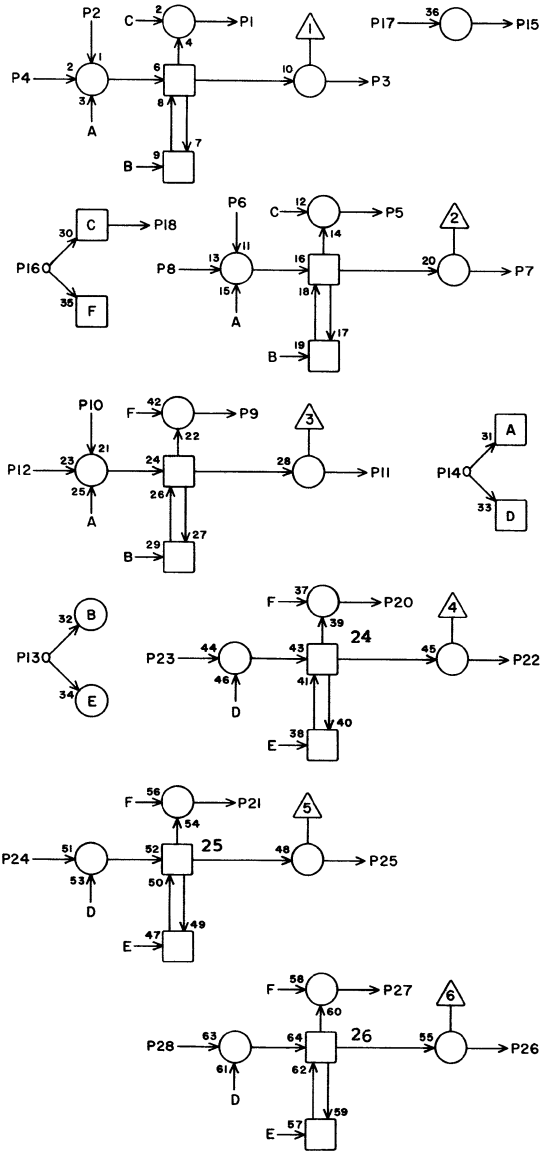 P2 C 2 P1 1 36 P17 P15
4
P4 2 1 6 10 P3
3 8
A 7
B 9
P6 C 12 P5 2
30 C P18 14
P16 P8 13 11 16 20 P7
35 F 15 18
A 17
B 19
P10 F 42 P9 3
22 31 A
P12 23 21 24 28 P11 P14
25 26 33 D
A 27
B 29
32 B F 37 P20 4
39 24
P13 P23 44 43 45 P22
34 E 46 41
D 40
E 38
F 56 P21 5
54 25
P24 51 52 48 P25
53 50
D 49
E 47
F 58 P27 6
60 26
P28 63 64 55 P26
61 62
D 59
E 57